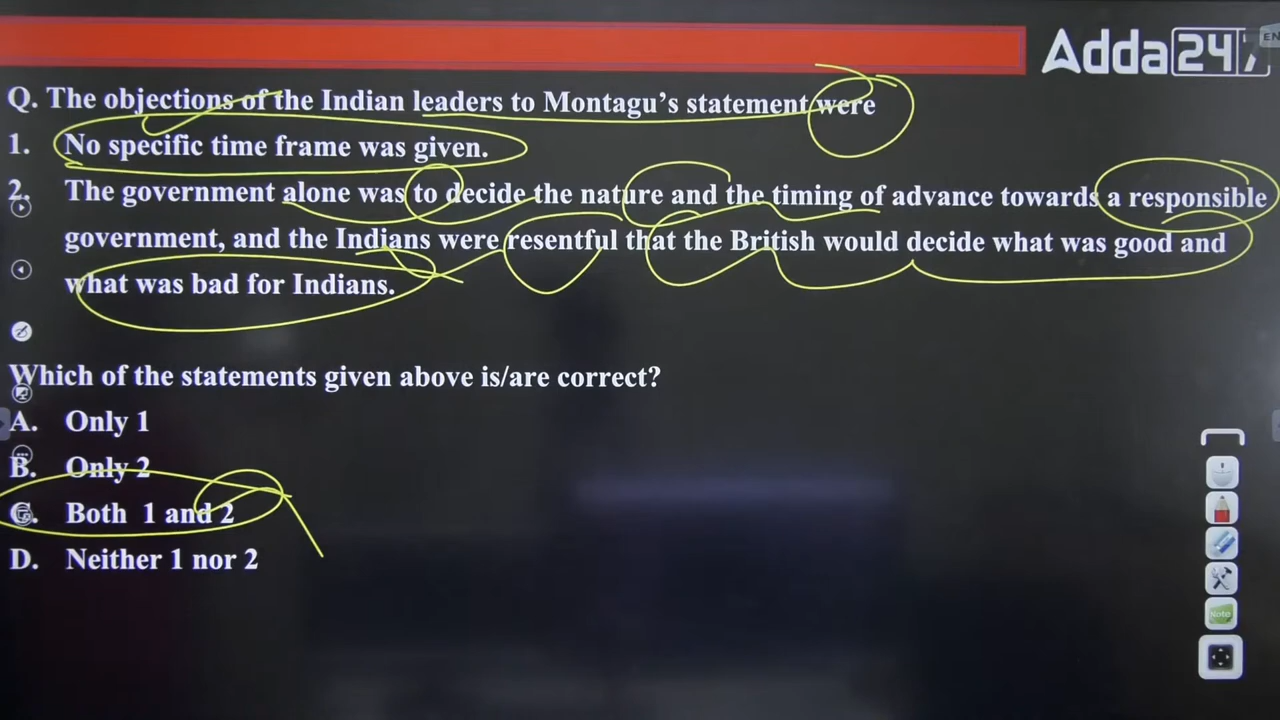 Adda247
EN
Q. The objections of the Indian leaders to Montagu's statement were
1. No specific time frame was given.
2. The government alone was to decide the nature and the timing of advance towards a responsible
government, and the Indians were resentful that the British would decide what was good and
what was bad for Indians.
Which of the statements given above is/are correct?
A. Only 1
B. Only 2
C. Both 1 and 2
D. Neither 1 nor 2
Note